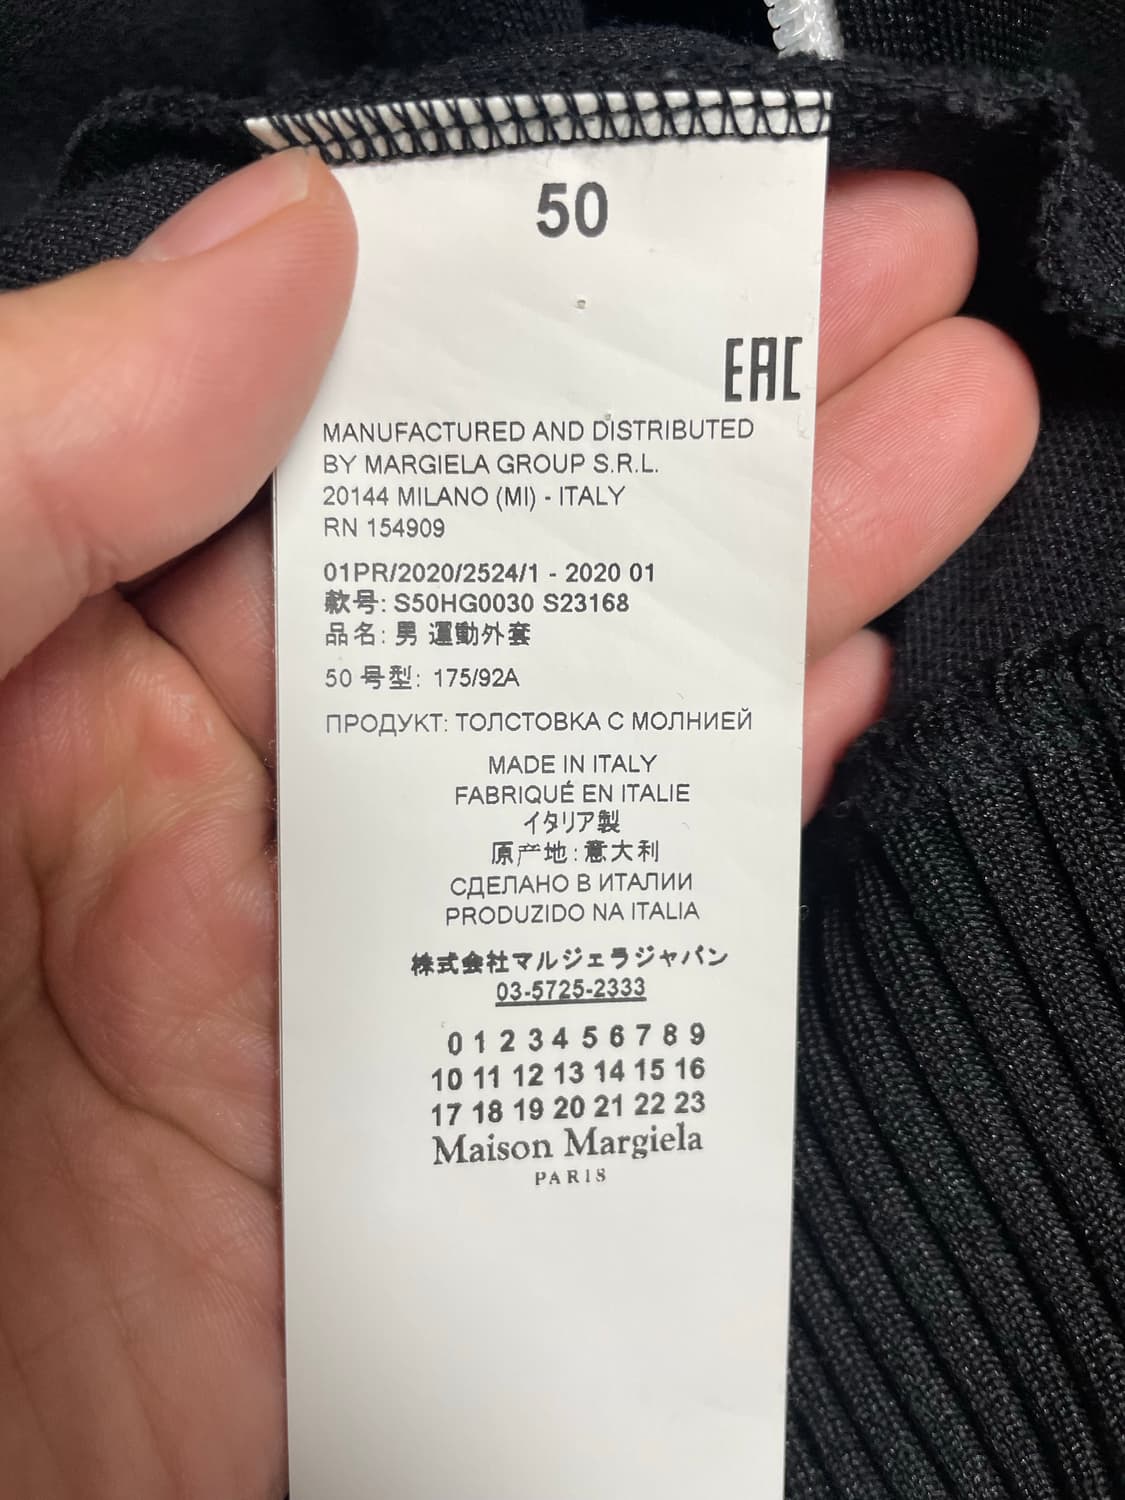 50
EAC
MANUFACTURED AND DISTRIBUTED
BY MARGIELA GROUP S.R.L.
20144 MILANO (MI) - ITALY
RN 154909
01PR/2020/2524/1 - 2020 01
款号: S50HG0030 S23168
品名: 男 運動外套
50 号型: 175/92A
ПРОДУКТ: ТОЛСТОВКА С МОЛНИЕЙ
MADE IN ITALY
FABRIQUÉ EN ITALIE
イタリア製
原产地: 意大利
СДЕЛАНО В ИТАЛИИ
PRODUZIDO NA ITALIA
株式会社マルジェラジャパン
03-5725-2333
0 1 2 3 4 5 6 7 8 9
10 11 12 13 14 15 16
17 18 19 20 21 22 23
Maison Margiela
PARIS